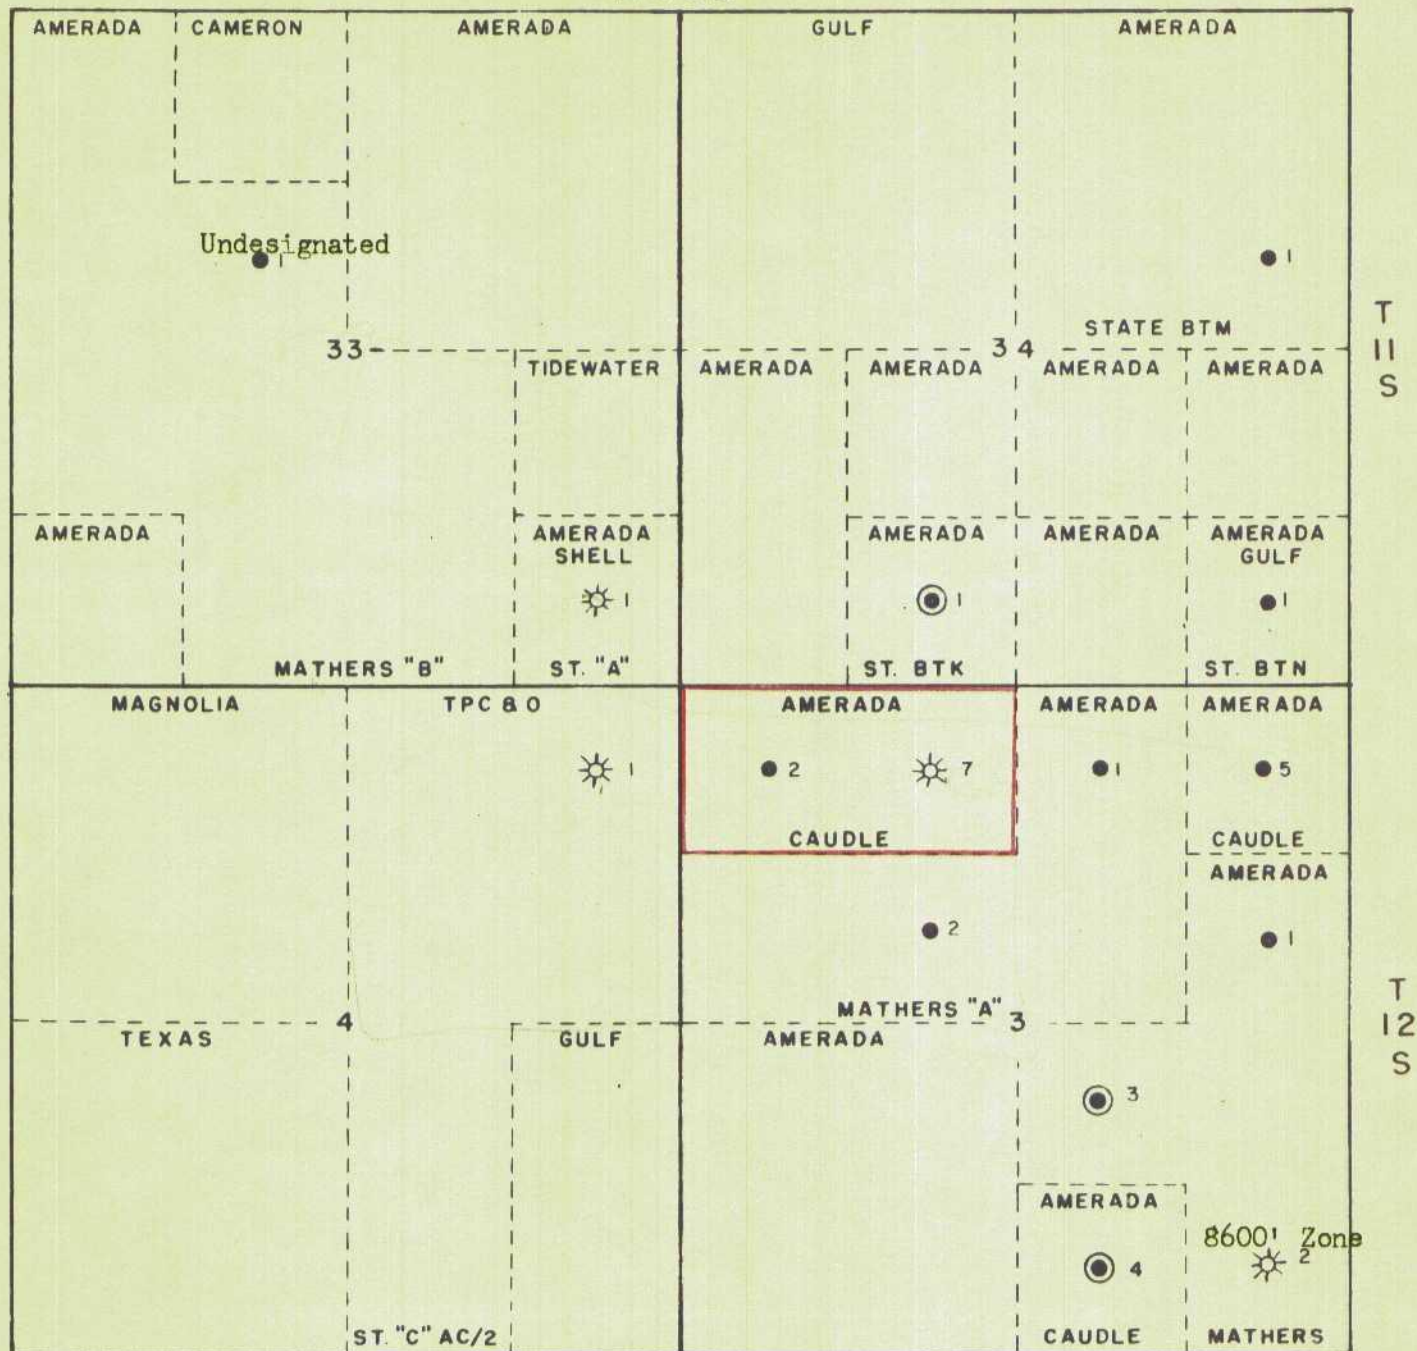 AMERADA CAMERON AMERADA GULF AMERADA
Undesignated
1 1
STATE BTM
33 34
TIDEWATER AMERADA AMERADA AMERADA AMERADA
T
11
S
AMERADA AMERADA AMERADA AMERADA AMERADA
SHELL GULF
1 1 1
MATHERS "B" ST. "A" ST. BTK ST. BTN
MAGNOLIA TPC & O AMERADA AMERADA AMERADA
1 2 7 1 5
CAUDLE CAUDLE
AMERADA
2 1
MATHERS "A"
4 3
TEXAS GULF AMERADA
T
12
S
3
AMERADA
8600' Zone
4 2
ST. "C" AC/2 CAUDLE MATHERS